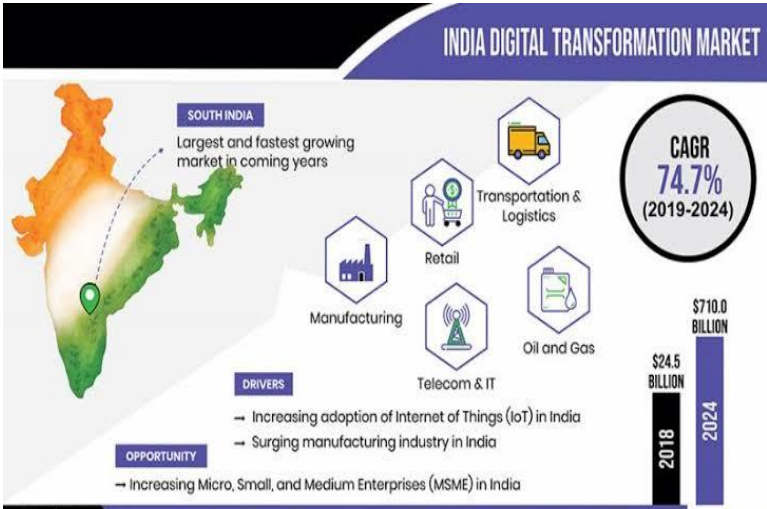 INDIA DIGITAL TRANSFORMATION MARKET
SOUTH INDIA
Largest and fastest growing
market in coming years
CAGR
74.7%
(2019-2024)
Transportation &
Logistics
Retail
Manufacturing
Oil and Gas
Telecom & IT
$710.0
BILLION
$24.5
BILLION
2018
2024
DRIVERS
→ Increasing adoption of Internet of Things (IoT) in India
→ Surging manufacturing industry in India
OPPORTUNITY
→ Increasing Micro, Small, and Medium Enterprises (MSME) in India